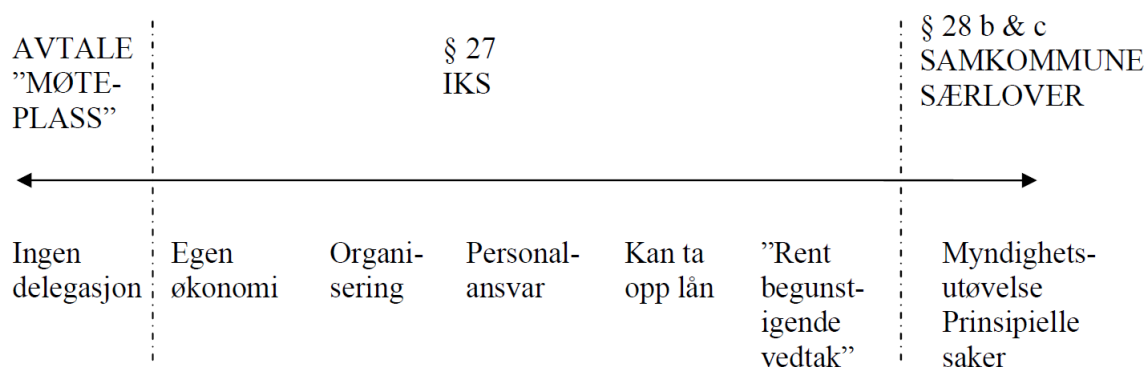 AVTALE
”MØTE-
PLASS”
§ 27
IKS
§ 28 b & c
SAMKOMMUNE
SÆRLOVER
Ingen
delegasjon
Egen
økonomi
Organi-
sering
Personal-
ansvar
Kan ta
opp lån
”Rent
begunst-
igende
vedtak”
Myndighets-
utøvelse
Prinsipielle
saker